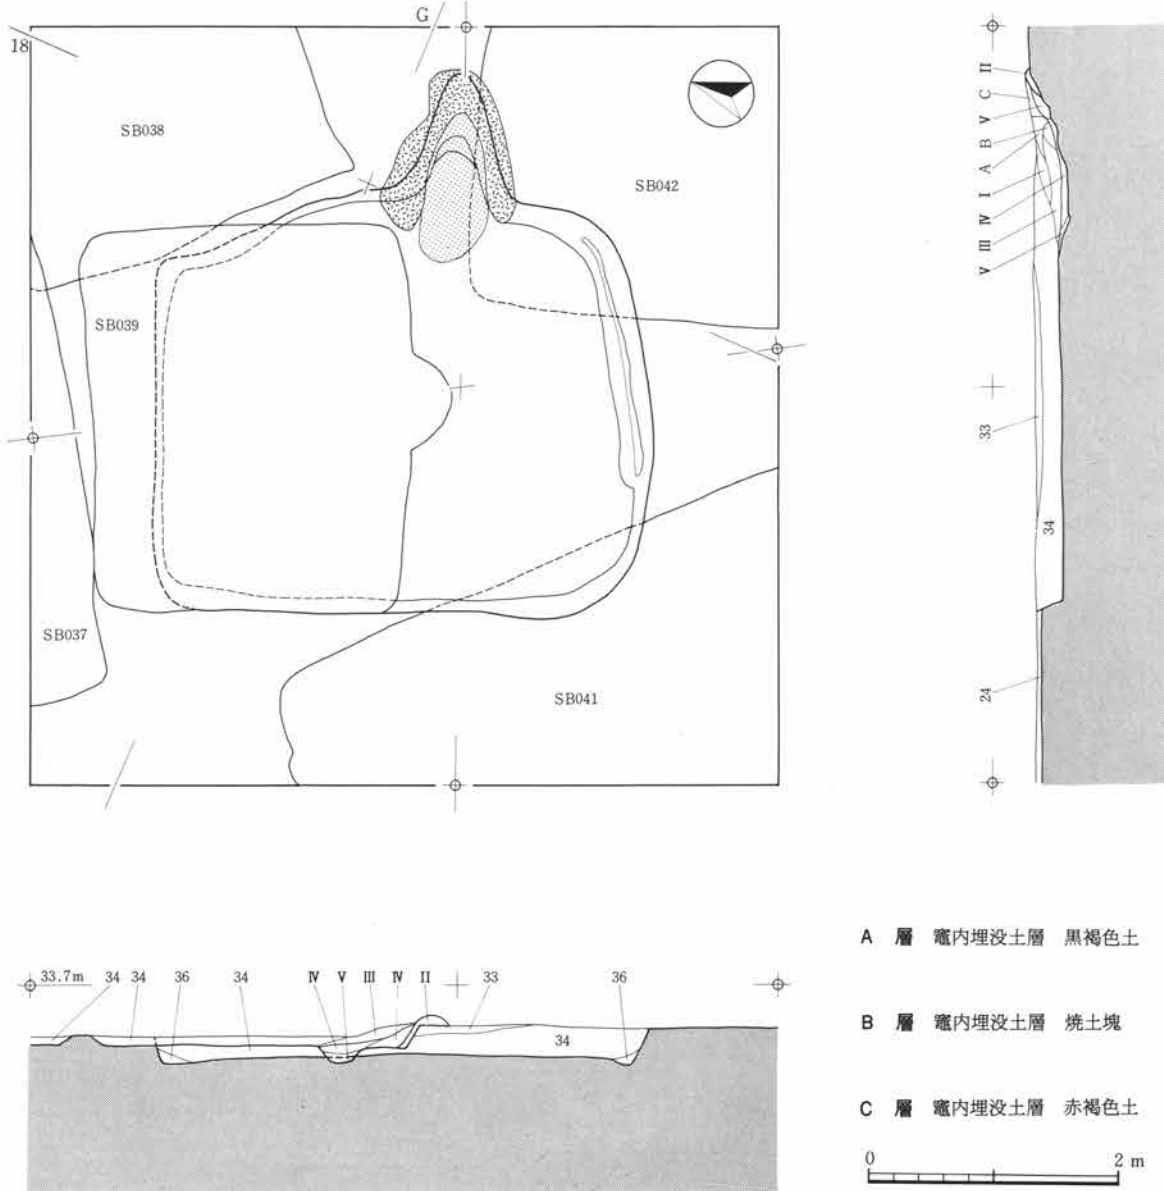 G
18
SB038
SB042
SB039
SB037
SB041
II
C
V
B
A
I
IV
III
V
33
34
24
33.7m 34 34 36 34 IV V III IV II 33 36
34
A 層 竈内埋没土層 黒褐色土
B 層 竈内埋没土層 焼土塊
C 層 竈内埋没土層 赤褐色土
0 2 m